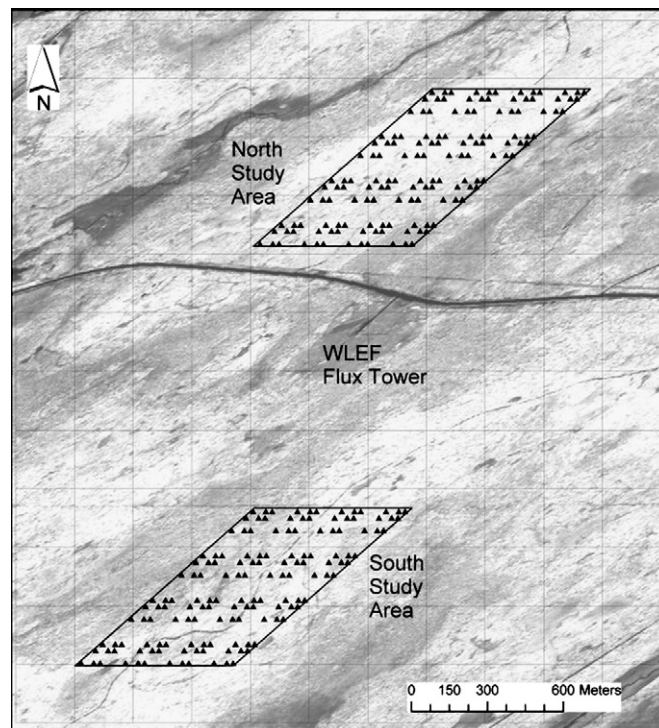 N
North
Study
Area
WLEF
Flux Tower
South
Study
Area
0 150 300 600 Meters